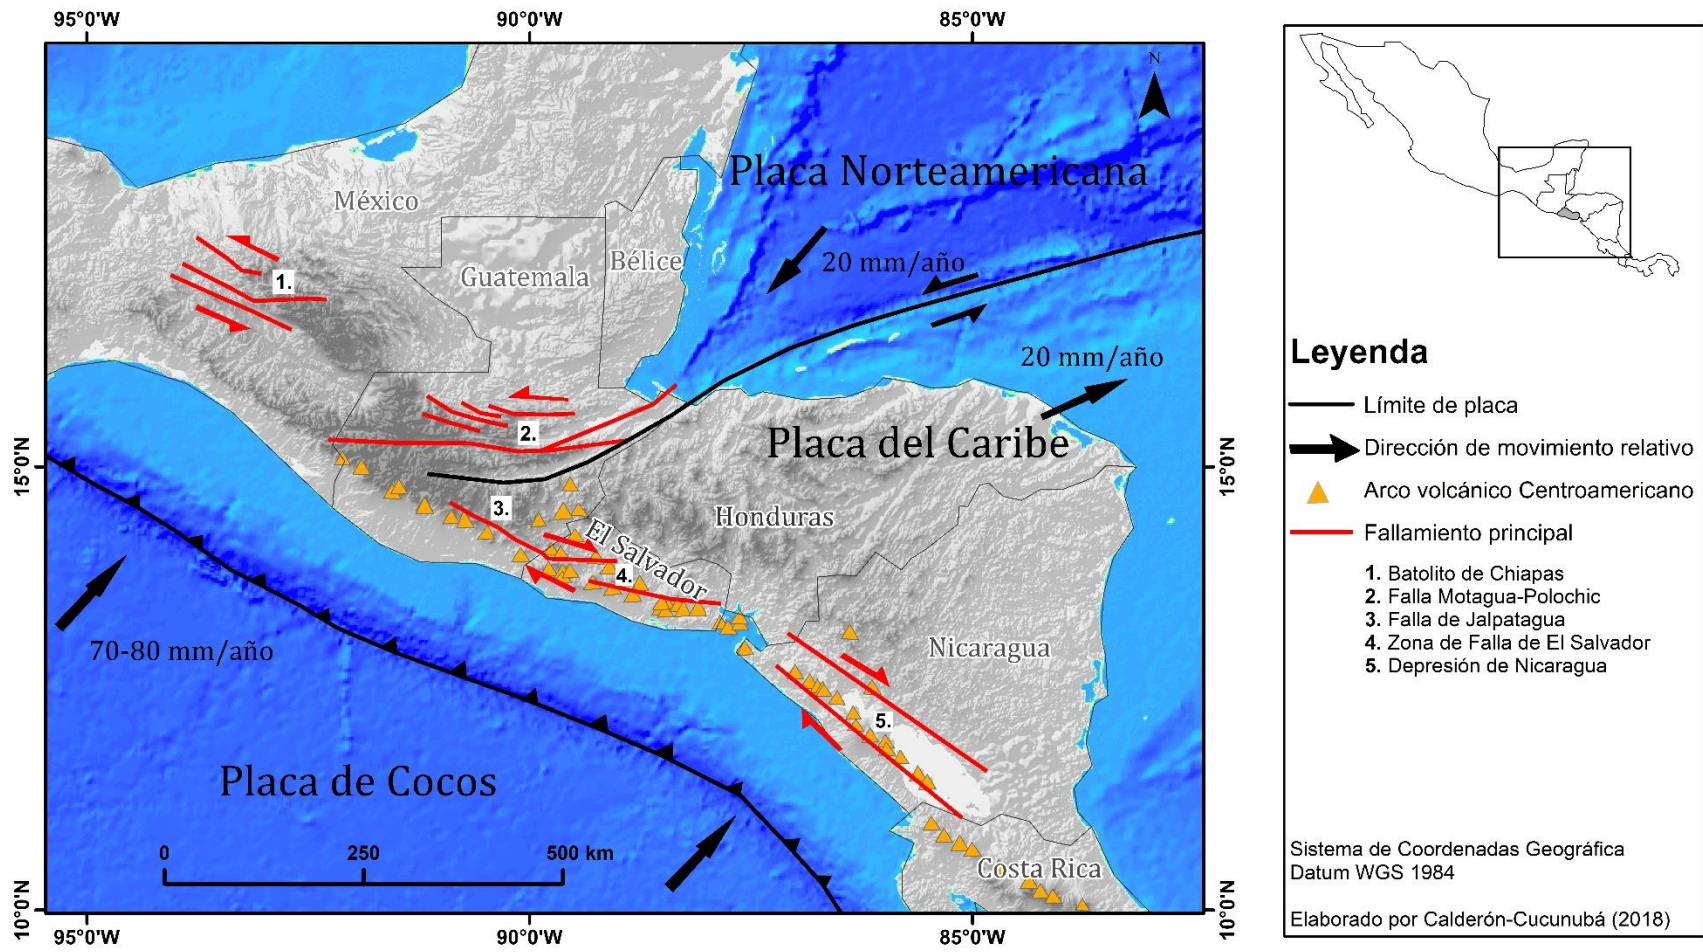 95°0'W
90°0'W
85°0'W
N
Placa Norteamericana
México
Bélice
20 mm/año
Guatemala
1.
20 mm/año
Placa del Caribe
2.
15°0'N
15°0'N
3.
Honduras
El Salvador
4.
70-80 mm/año
Nicaragua
5.
Placa de Cocos
0
250
500 km
Costa Rica
10°0'N
10°0'N
95°0'W
90°0'W
85°0'W
Leyenda
Límite de placa
Dirección de movimiento relativo
Arco volcánico Centroamericano
Fallamiento principal
1. Batolito de Chiapas
2. Falla Motagua-Polochic
3. Falla de Jalpatagua
4. Zona de Falla de El Salvador
5. Depresión de Nicaragua
Sistema de Coordenadas Geográfica
Datum WGS 1984
Elaborado por Calderón-Cucunubá (2018)